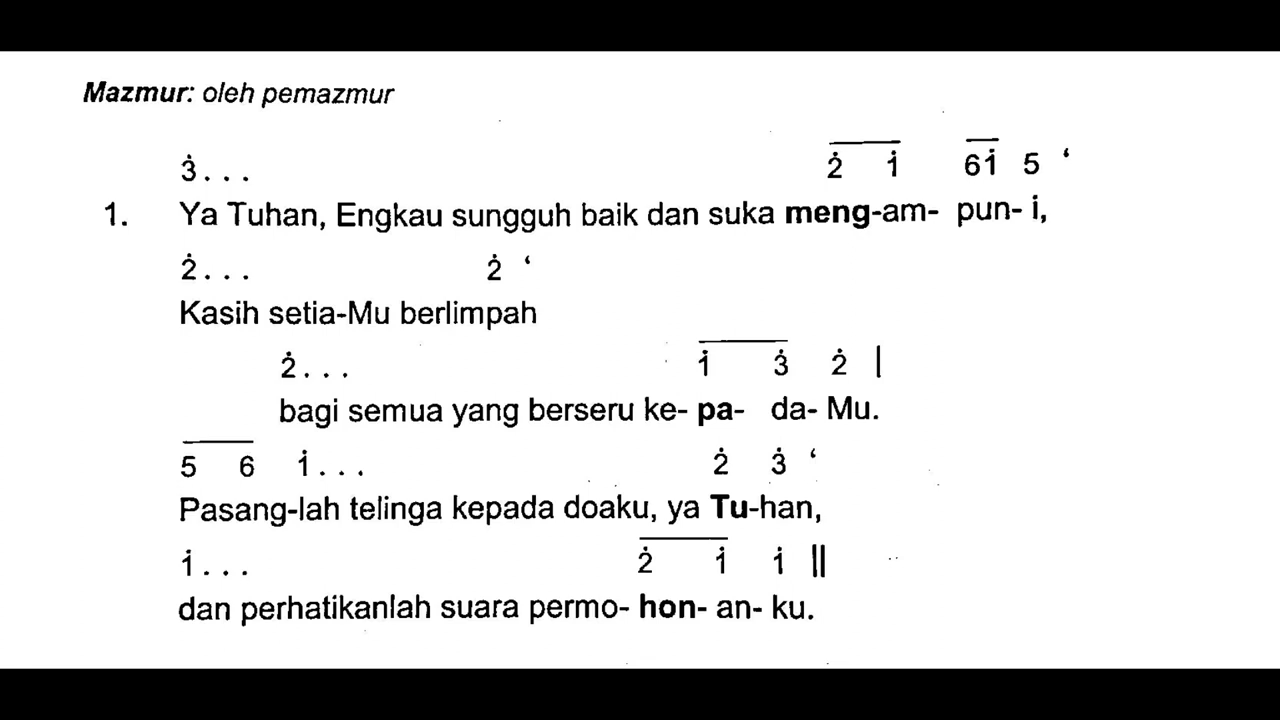 Mazmur: oleh pemazmur
3̇ . . . 2̇ 1̇ 61̇ 5 ‘
1. Ya Tuhan, Engkau sungguh baik dan suka meng-am- pun- i,
2̇ . . . 2̇ ‘
Kasih setia-Mu berlimpah
2̇ . . . 1̇ 3̇ 2̇ |
bagi semua yang berseru ke- pa- da- Mu.
5 6 1̇ . . . 2̇ 3̇ ‘
Pasang-lah telinga kepada doaku, ya Tu-han,
1̇ . . . 2̇ 1̇ 1̇ ||
dan perhatikanlah suara permo- hon- an- ku.